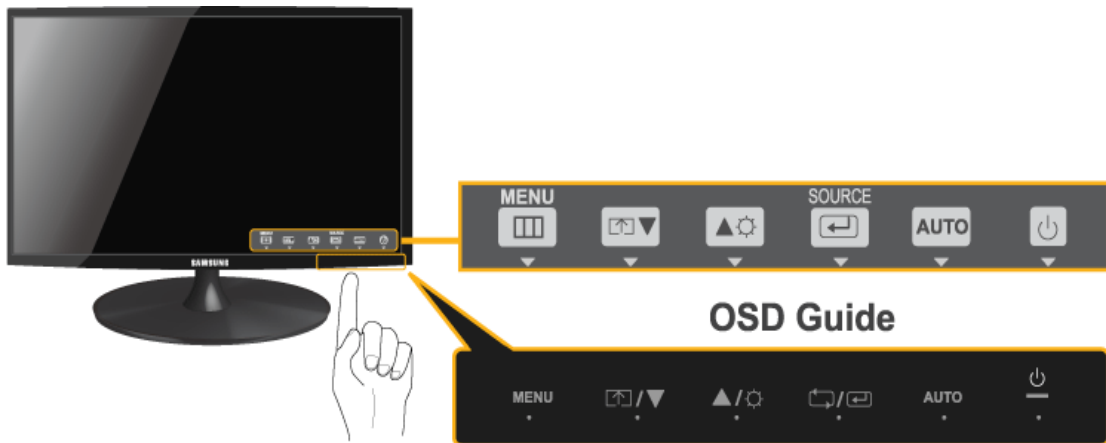 MENU SOURCE
AUTO
SAMSUNG
OSD Guide
MENU / / / AUTO